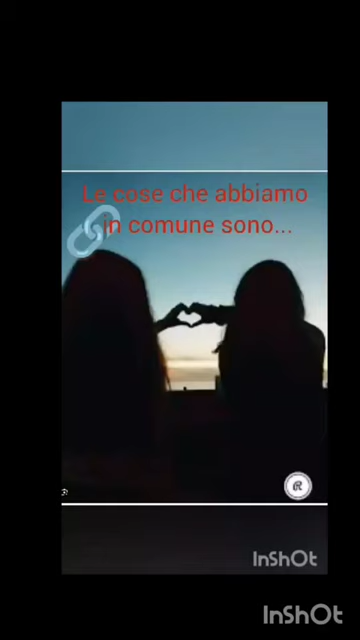 Le cose che abbiamo
in comune sono...
R
InShOt
InShOt